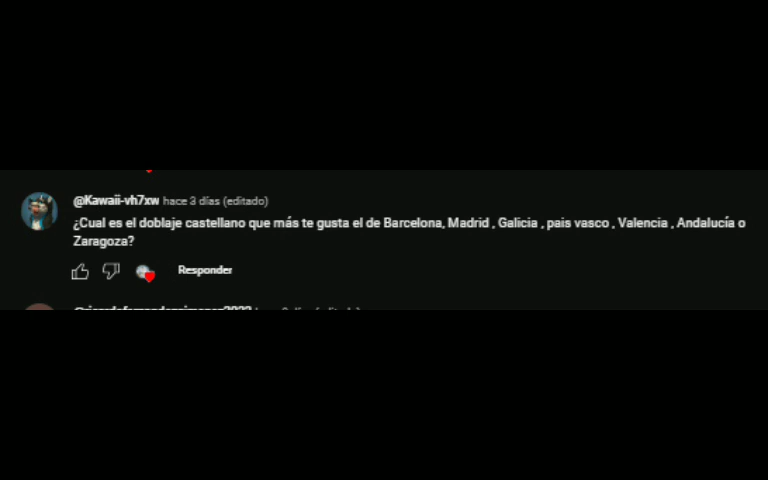 @Kawaii-vh7xw hace 3 días (editado)
¿Cual es el doblaje castellano que más te gusta el de Barcelona, Madrid , Galicia , pais vasco , Valencia , Andalucía o
Zaragoza?
Responder